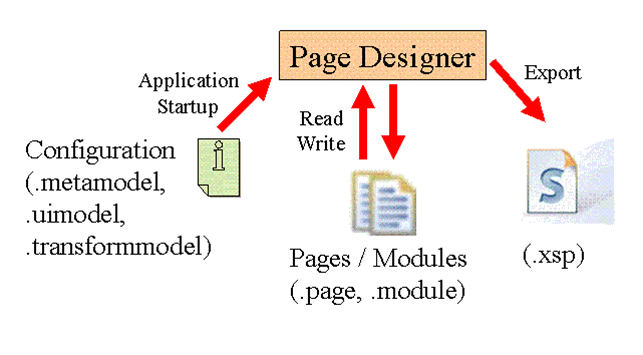 Page Designer
Application
Startup
Export
Read
Write
Configuration
(.metamodel,
.uimodel,
.transformmodel)
i
S
Pages / Modules
(.page, .module)
(.xsp)